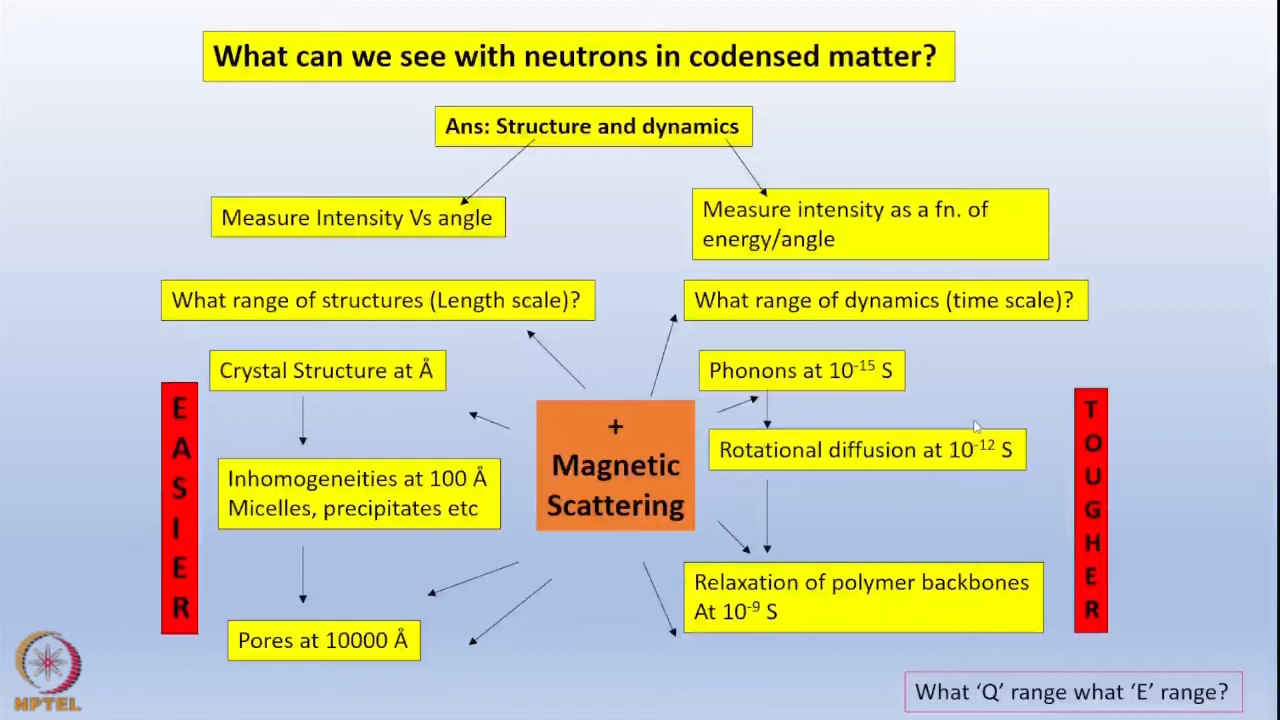 What can we see with neutrons in codensed matter?
Ans: Structure and dynamics
Measure Intensity Vs angle
Measure intensity as a fn. of
energy/angle
What range of structures (Length scale)?
What range of dynamics (time scale)?
Crystal Structure at Å
Phonons at 10⁻¹⁵ S
EASIER
+
Magnetic
Scattering
Rotational diffusion at 10⁻¹² S
TOUGHER
Inhomogeneities at 100 Å
Micelles, precipitates etc
Relaxation of polymer backbones
At 10⁻⁹ S
Pores at 10000 Å
What ‘Q’ range what ‘E’ range?
NPTEL